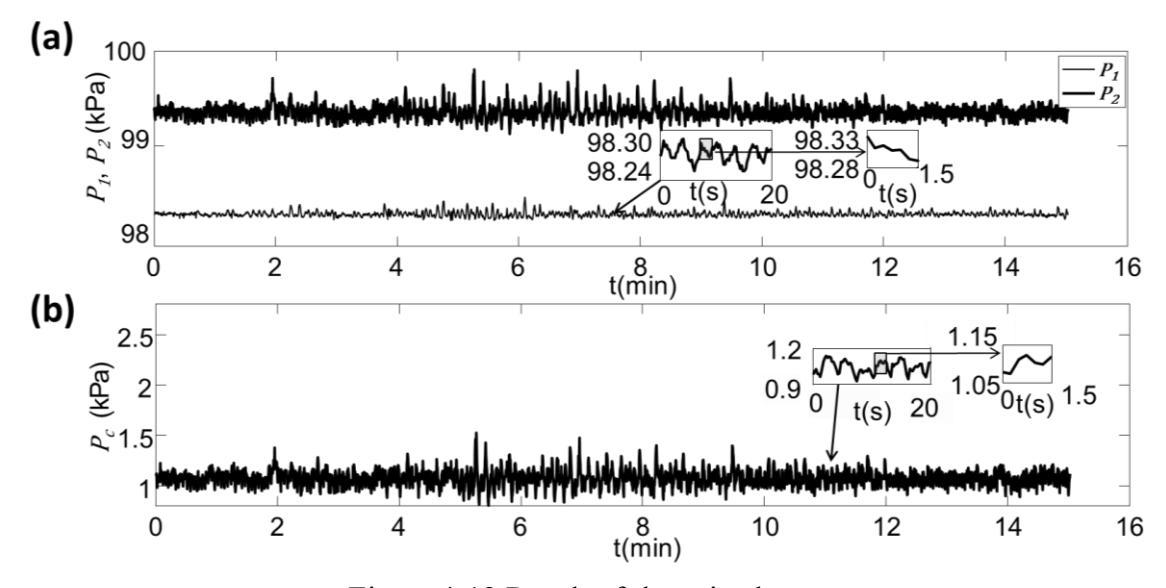 (a)
100
99
98
P1, P2 (kPa)
P1
P2
98.30
98.24
0 t(s) 20
98.33
98.28
0 t(s) 1.5
0 2 4 6 8 10 12 14 16
t(min)
(b)
2.5
2
1.5
1
Pc (kPa)
1.2
0.9
0 t(s) 20
1.15
1.05
0 t(s) 1.5
0 2 4 6 8 10 12 14 16
t(min)